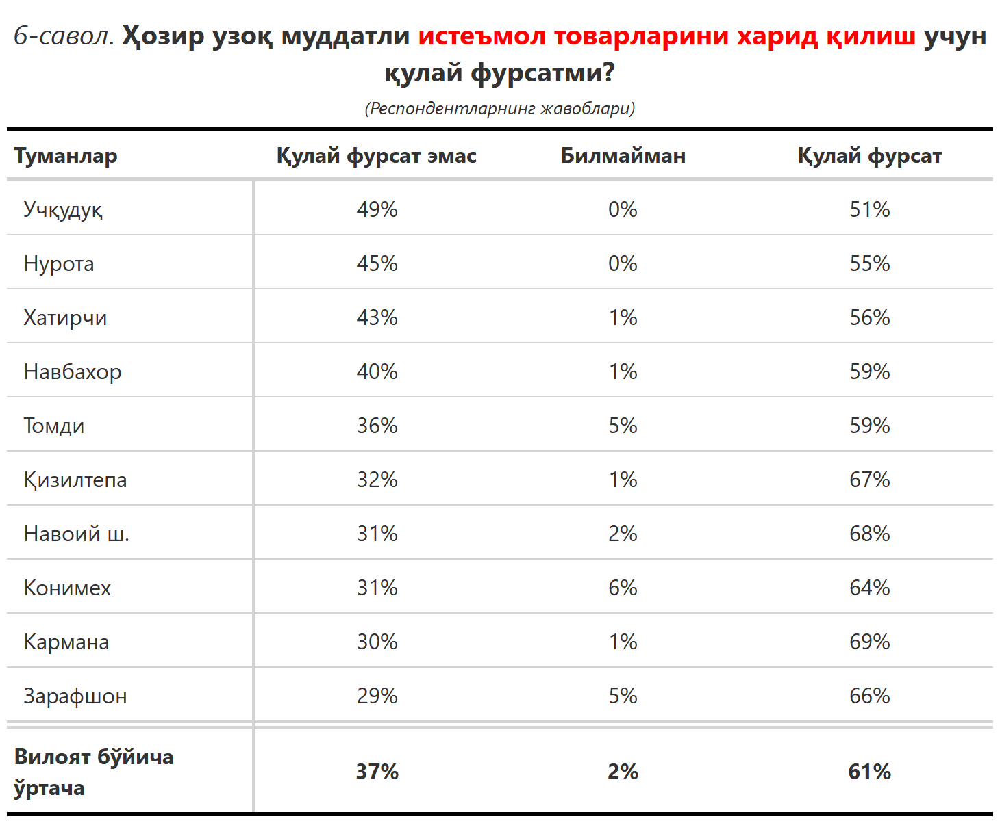 6-савол. Ҳозир узоқ муддатли истеъмол товарларини харид қилиш учун
қулай фурсатми?
(Респондентларнинг жавоблари)
Туманлар Қулай фурсат эмас Билмайман Қулай фурсат
Учқудуқ 49% 0% 51%
Нурота 45% 0% 55%
Хатирчи 43% 1% 56%
Навбахор 40% 1% 59%
Томди 36% 5% 59%
Қизилтепа 32% 1% 67%
Навоий ш. 31% 2% 68%
Конимех 31% 6% 64%
Кармана 30% 1% 69%
Зарафшон 29% 5% 66%
Вилоят бўйича
ўртача 37% 2% 61%